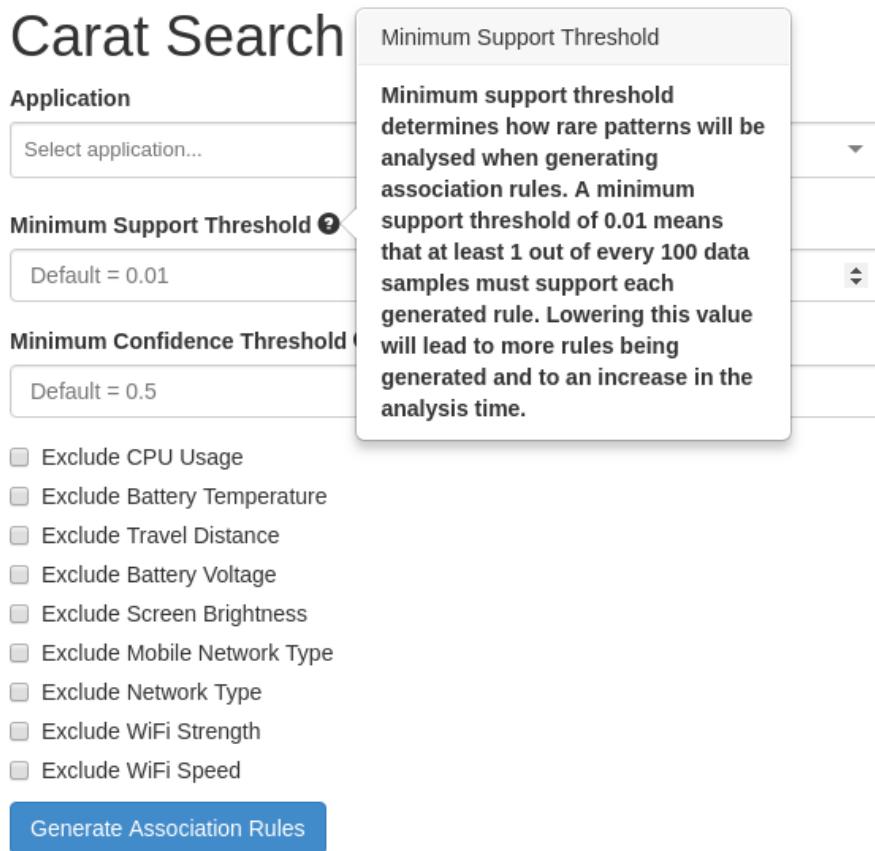 Carat Search
Application
Select application...
Minimum Support Threshold
Default = 0.01
Minimum Confidence Threshold
Default = 0.5
Minimum Support Threshold
Minimum support threshold
determines how rare patterns will be
analysed when generating
association rules. A minimum
support threshold of 0.01 means
that at least 1 out of every 100 data
samples must support each
generated rule. Lowering this value
will lead to more rules being
generated and to an increase in the
analysis time.
Exclude CPU Usage
Exclude Battery Temperature
Exclude Travel Distance
Exclude Battery Voltage
Exclude Screen Brightness
Exclude Mobile Network Type
Exclude Network Type
Exclude WiFi Strength
Exclude WiFi Speed
Generate Association Rules